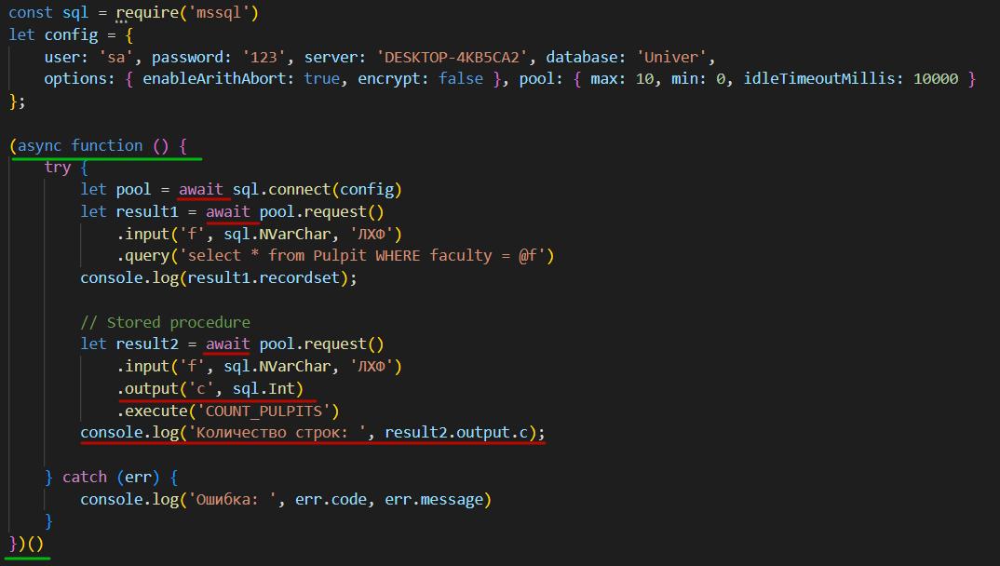 const sql = require('mssql')
let config = {
    user: 'sa', password: '123', server: 'DESKTOP-4KB5CA2', database: 'Univer',
    options: { enableArithAbort: true, encrypt: false }, pool: { max: 10, min: 0, idleTimeoutMillis: 10000 }
};
(async function () {
    try {
        let pool = await sql.connect(config)
        let result1 = await pool.request()
            .input('f', sql.NVarChar, 'ЛХФ')
            .query('select * from Pulpit WHERE faculty = @f')
        console.log(result1.recordset);
        // Stored procedure
        let result2 = await pool.request()
            .input('f', sql.NVarChar, 'ЛХФ')
            .output('c', sql.Int)
            .execute('COUNT_PULPITS')
        console.log('Количество строк: ', result2.output.c);
    } catch (err) {
        console.log('Ошибка: ', err.code, err.message)
    }
})()